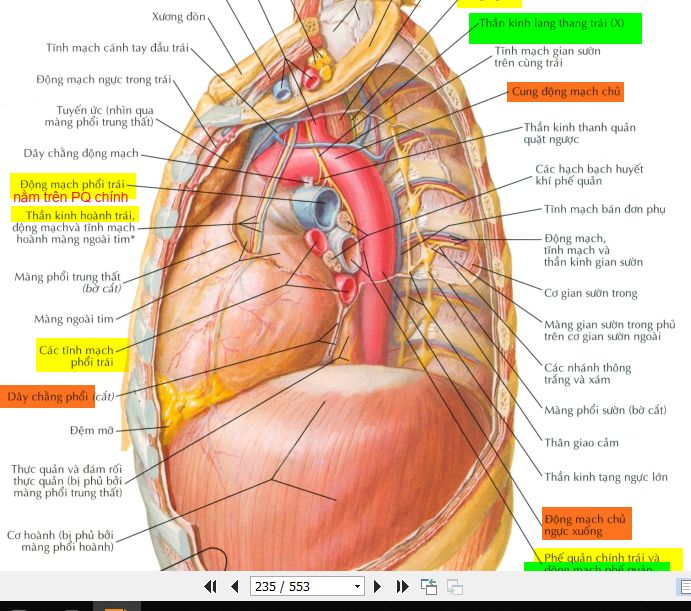 Xương đòn
Tĩnh mạch cánh tay đầu trái
Động mạch ngực trong trái
Tuyến ức (nhìn qua
màng phổi trung thất)
Dây chằng động mạch
Động mạch phổi trái
nằm trên PQ chính
Thần kinh hoành trái,
động mạch và tĩnh mạch
hoành màng ngoài tim*
Màng phổi trung thất
(bờ cắt)
Màng ngoài tim
Các tĩnh mạch
phổi trái
Dây chằng phổi (cắt)
Đệm mỡ
Thực quản và đám rối
thực quản (bị phủ bởi
màng phổi trung thất)
Cơ hoành (bị phủ bởi
màng phổi hoành)
Thần kinh lang thang trái (X)
Tĩnh mạch gian sườn
trên cùng trái
Cung động mạch chủ
Thần kinh thanh quản
quặt ngược
Các hạch bạch huyết
khí phế quản
Tĩnh mạch bán đơn phụ
Động mạch,
tĩnh mạch và
thần kinh gian sườn
Cơ gian sườn trong
Màng gian sườn trong phủ
trên cơ gian sườn ngoài
Các nhánh thông
trắng và xám
Màng phổi sườn (bờ cắt)
Thân giao cảm
Thần kinh tạng ngực lớn
Động mạch chủ
ngực xuống
Phế quản chính trái và
động mạch phế quản
235 / 553